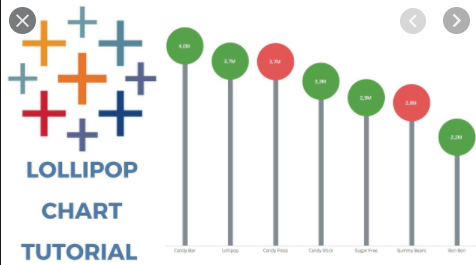 LOLLIPOP
CHART
TUTORIAL
4,0M 3,7M 3,7M 3,3M 2,9M 2,8M 2,2M
Candy Bar Lollipop Candy Floss Candy Stick Sugar Free Gummy Bears Bon Bon